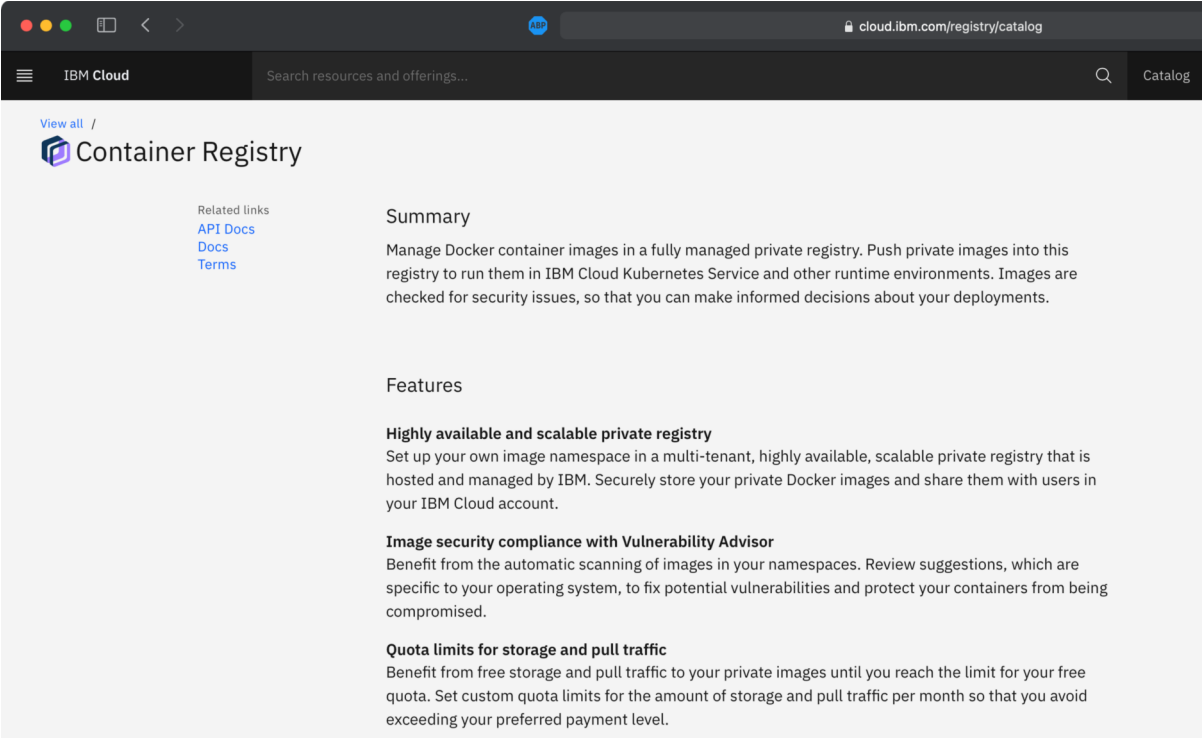 ABP
cloud.ibm.com/registry/catalog
IBM Cloud
Search resources and offerings...
Catalog
View all /
Container Registry
Related links
API Docs
Docs
Terms
Summary
Manage Docker container images in a fully managed private registry. Push private images into this
registry to run them in IBM Cloud Kubernetes Service and other runtime environments. Images are
checked for security issues, so that you can make informed decisions about your deployments.
Features
Highly available and scalable private registry
Set up your own image namespace in a multi-tenant, highly available, scalable private registry that is
hosted and managed by IBM. Securely store your private Docker images and share them with users in
your IBM Cloud account.
Image security compliance with Vulnerability Advisor
Benefit from the automatic scanning of images in your namespaces. Review suggestions, which are
specific to your operating system, to fix potential vulnerabilities and protect your containers from being
compromised.
Quota limits for storage and pull traffic
Benefit from free storage and pull traffic to your private images until you reach the limit for your free
quota. Set custom quota limits for the amount of storage and pull traffic per month so that you avoid
exceeding your preferred payment level.